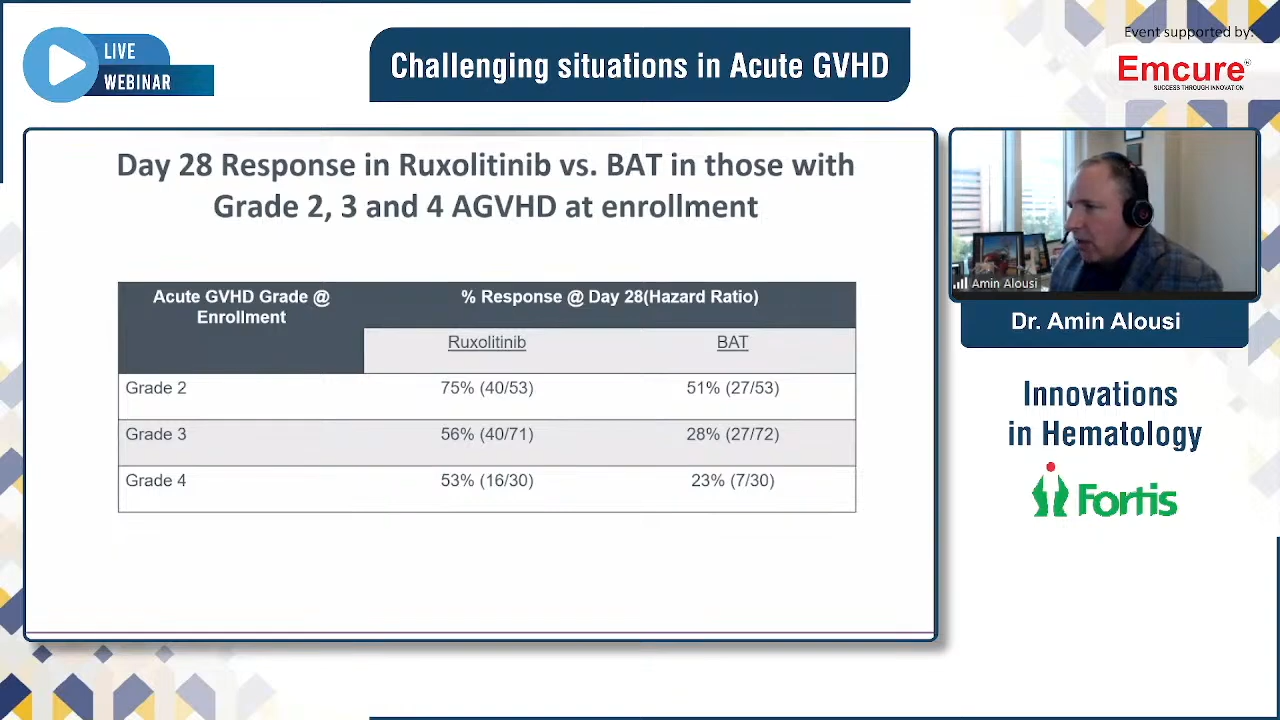 LIVE
WEBINAR
Challenging situations in Acute GVHD
Event supported by:
Emcure®
SUCCESS THROUGH INNOVATION
Day 28 Response in Ruxolitinib vs. BAT in those with
Grade 2, 3 and 4 AGVHD at enrollment
Acute GVHD Grade @
Enrollment
% Response @ Day 28(Hazard Ratio)
Ruxolitinib BAT
Grade 2 75% (40/53) 51% (27/53)
Grade 3 56% (40/71) 28% (27/72)
Grade 4 53% (16/30) 23% (7/30)
Amin Alousi
Dr. Amin Alousi
Innovations
in Hematology
Fortis